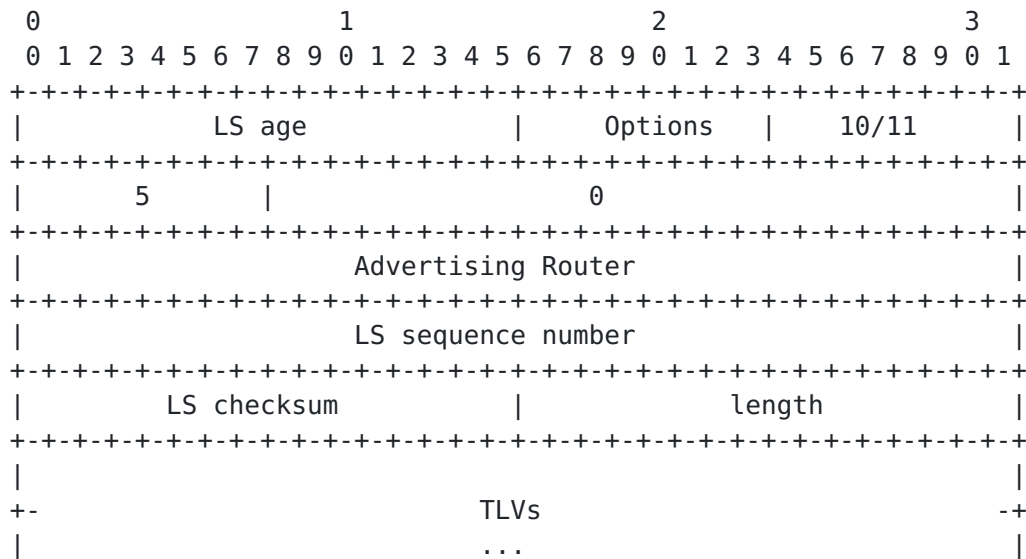 0                   1                   2                   3
0 1 2 3 4 5 6 7 8 9 0 1 2 3 4 5 6 7 8 9 0 1 2 3 4 5 6 7 8 9 0 1
+-+-+-+-+-+-+-+-+-+-+-+-+-+-+-+-+-+-+-+-+-+-+-+-+-+-+-+-+-+-+-+-+
|            LS age             |     Options   |    10/11      |
+-+-+-+-+-+-+-+-+-+-+-+-+-+-+-+-+-+-+-+-+-+-+-+-+-+-+-+-+-+-+-+-+
|       5       |                    0                          |
+-+-+-+-+-+-+-+-+-+-+-+-+-+-+-+-+-+-+-+-+-+-+-+-+-+-+-+-+-+-+-+-+
|                     Advertising Router                        |
+-+-+-+-+-+-+-+-+-+-+-+-+-+-+-+-+-+-+-+-+-+-+-+-+-+-+-+-+-+-+-+-+
|                     LS sequence number                        |
+-+-+-+-+-+-+-+-+-+-+-+-+-+-+-+-+-+-+-+-+-+-+-+-+-+-+-+-+-+-+-+-+
|         LS checksum           |             length            |
+-+-+-+-+-+-+-+-+-+-+-+-+-+-+-+-+-+-+-+-+-+-+-+-+-+-+-+-+-+-+-+-+
|                                                               |
+-                            TLVs                             -+
|                             ...                               |